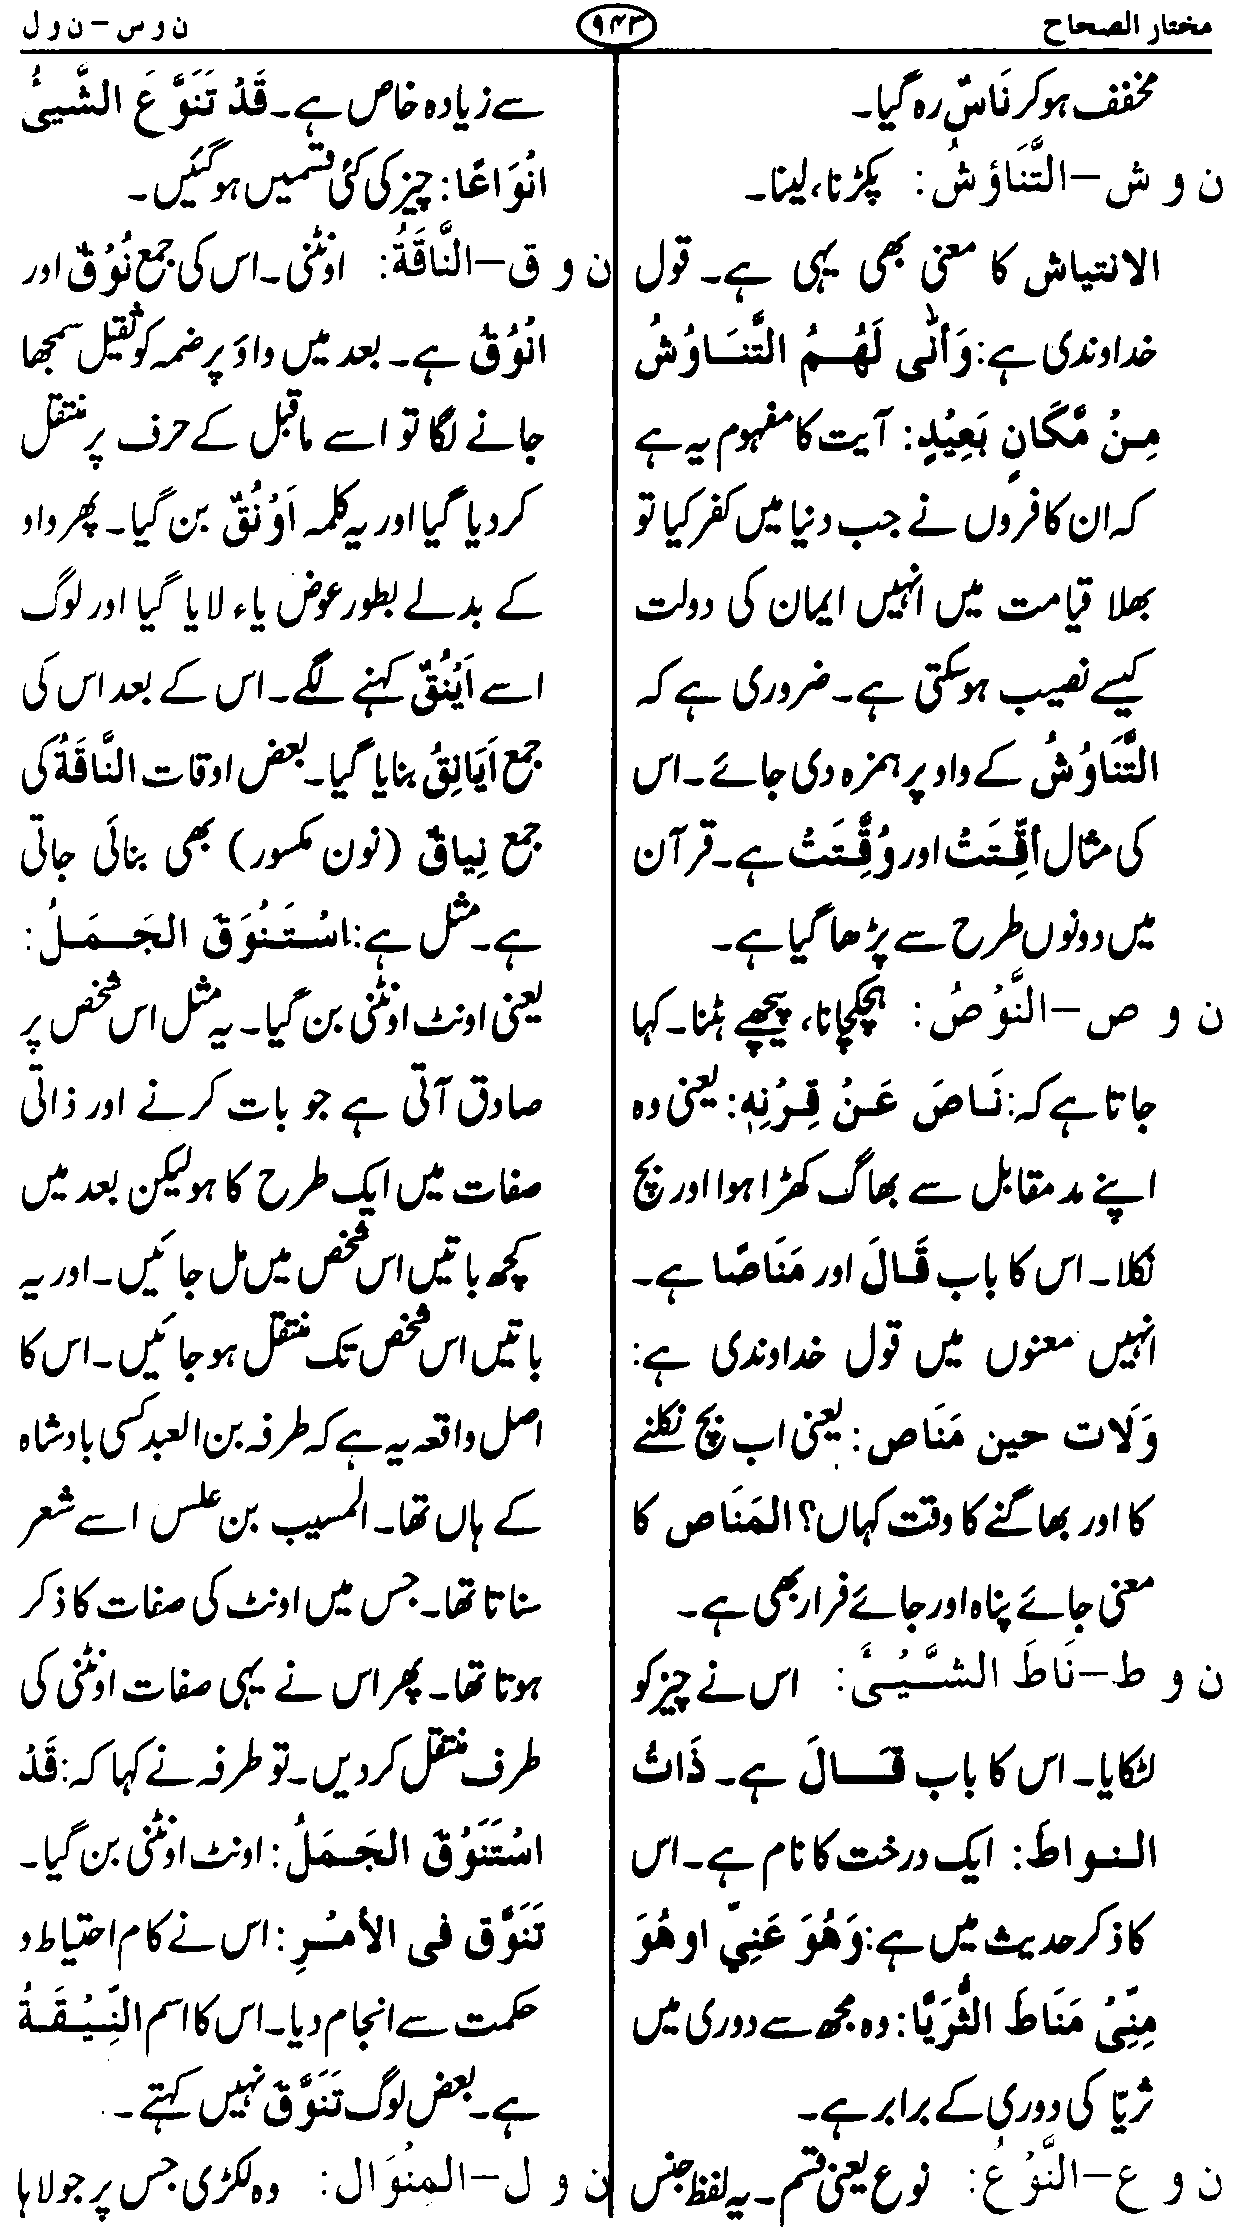 مختار الصحاح
۹۴۳
ن و س – ن و ل
مخفف ہو کر نَاسٌ رہ گیا۔
ن و ش – التَّنَاؤشُ: پکڑنا، لینا۔
الانتیاش کا معنی بھی یہی ہے۔ قول
خداوندی ہے: وَأنّٰی لَهُمُ التَّنَاوُشُ
مِنْ مَّكَانٍ بَعِيْدٍ: آیت کا مفہوم یہ ہے
کہ ان کافروں نے جب دنیا میں کفر کیا تو
بھلا قیامت میں انہیں ایمان کی دولت
کیسے نصیب ہو سکتی ہے۔ ضروری ہے کہ
التَّنَاوُشُ کے واو پر ہمزہ دی جائے۔ اس
کی مثال أُقِّتَتْ اور وُقِّتَتْ ہے۔ قرآن
میں دونوں طرح سے پڑھا گیا ہے۔
ن و ص – النَّوْصُ: ہچکچانا، پیچھے ہٹنا۔ کہا
جاتا ہے کہ: نَاصَ عَنْ قِرْنِهٖ: یعنی وہ
اپنے مد مقابل سے بھاگ کھڑا ہوا اور بچ
نکلا۔ اس کا باب قَالَ اور مَنَاصًا ہے۔
انہیں معنوں میں قول خداوندی ہے:
وَلَات حین مَنَاص: یعنی اب بچ نکلنے
کا اور بھاگنے کا وقت کہاں؟ المَنَاص کا
معنی جائے پناہ اور جائے فرار بھی ہے۔
ن و ط – نَاطَ الشَّيْئَ: اس نے چیز کو
لٹکایا۔ اس کا باب قَالَ ہے۔ ذَاتُ
النواطَ: ایک درخت کا نام ہے۔ اس
کا ذکر حدیث میں ہے: وَهُوَ عَنِيّ او هُوَ
مِنِّيْ مَنَاطَ الثُّرَيَّا: وہ مجھ سے دوری میں
ثریّا کی دوری کے برابر ہے۔
ن و ع – النَّوْعُ: نوع یعنی قسم۔ یہ لفظ جنس
سے زیادہ خاص ہے۔ قَدْ تَنَوَّعَ الشَّيْئُ
انْوَاعًا: چیز کی کئی قسمیں ہو گئیں۔
ن و ق – النَّاقَةُ: اونٹنی۔ اس کی جمع نُوْقٌ اور
انْوُقٌ ہے۔ بعد میں واؤ پر ضمہ کو ثقیل سمجھا
جانے لگا تو اسے ماقبل کے حرف پر منتقل
کر دیا گیا اور یہ کلمہ اَوْنُقٌ بن گیا۔ پھر واو
کے بدلے بطور عوض یاء لایا گیا اور لوگ
اسے اَيْنُقٌ کہنے لگے۔ اس کے بعد اس کی
جمع اَيَانِقُ بنایا گیا۔ بعض اوقات النَّاقَةُ کی
جمع نِيَاقٌ (نون مکسور) بھی بنائی جاتی
ہے۔ مثل ہے: اسْتَنْوَقَ الجَمَلُ:
یعنی اونٹ اونٹنی بن گیا۔ یہ مثل اس شخص پر
صادق آتی ہے جو بات کرنے اور ذاتی
صفات میں ایک طرح کا ہو لیکن بعد میں
کچھ باتیں اس شخص میں مل جائیں۔ اور یہ
باتیں اس شخص تک منتقل ہو جائیں۔ اس کا
اصل واقعہ یہ ہے کہ طرفہ بن العبد کسی بادشاہ
کے ہاں تھا۔ المسیب بن علس اسے شعر
سناتا تھا۔ جس میں اونٹ کی صفات کا ذکر
ہوتا تھا۔ پھر اس نے یہی صفات اونٹنی کی
طرف منتقل کر دیں۔ تو طرفہ نے کہا کہ: قَدْ
اسْتَنْوَقَ الجَمَلُ: اونٹ اونٹنی بن گیا۔
تَنَوَّق فی الأمْرِ: اس نے کام احتیاط و
حکمت سے انجام دیا۔ اس کا اسم النِّيْقَةُ
ہے۔ بعض لوگ تَنَوَّقَ نہیں کہتے۔
ن و ل – المِنْوَال: وہ لکڑی جس پر جولاہا